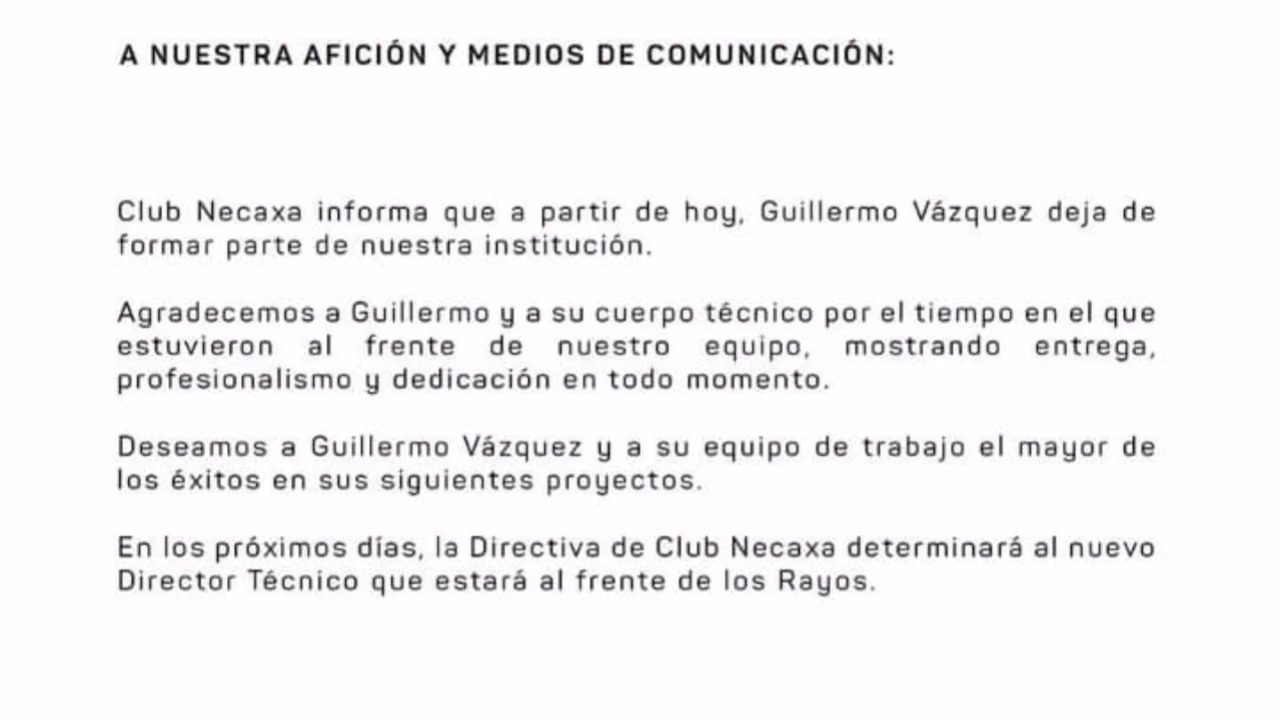 A NUESTRA AFICIÓN Y MEDIOS DE COMUNICACIÓN:
Club Necaxa informa que a partir de hoy, Guillermo Vázquez deja de
formar parte de nuestra institución.
Agradecemos a Guillermo y a su cuerpo técnico por el tiempo en el que
estuvieron al frente de nuestro equipo, mostrando entrega,
profesionalismo y dedicación en todo momento.
Deseamos a Guillermo Vázquez y a su equipo de trabajo el mayor de
los éxitos en sus siguientes proyectos.
En los próximos días, la Directiva de Club Necaxa determinará al nuevo
Director Técnico que estará al frente de los Rayos.